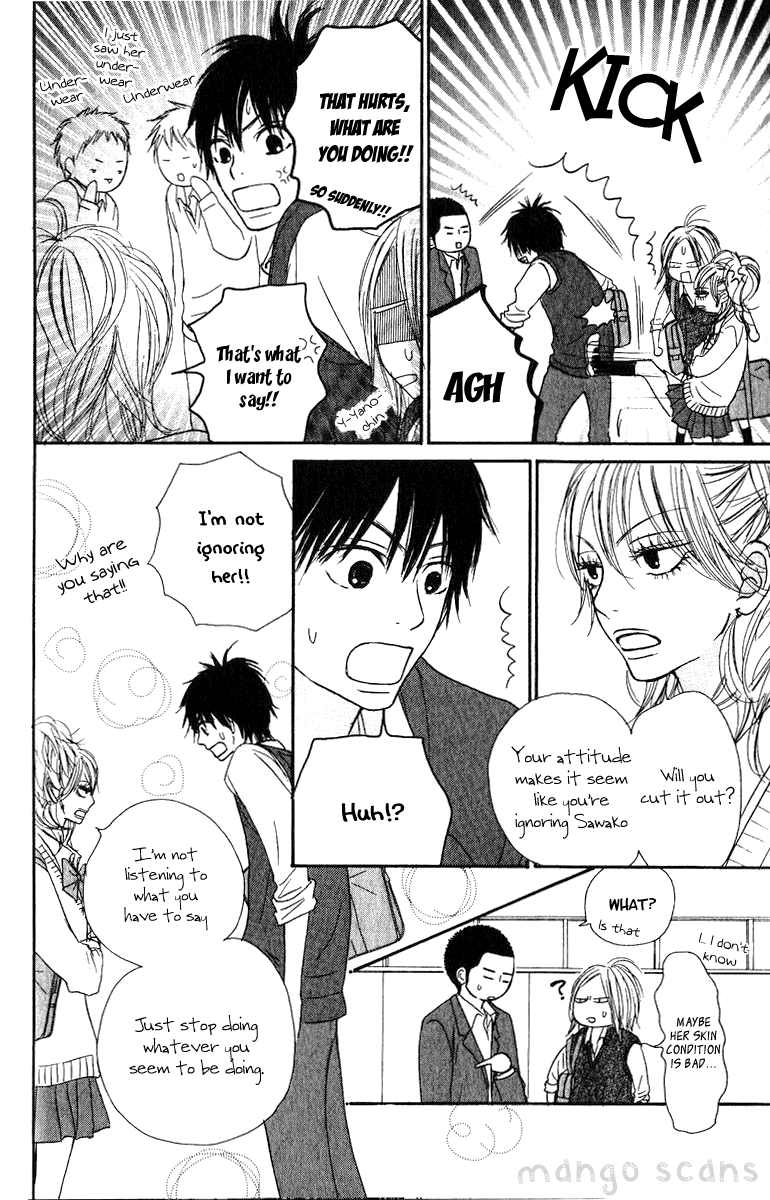 KICK
AGH
I just
saw her
under-
wear
Under-
wear
Underwear
THAT HURTS,
WHAT ARE
YOU DOING!!
SO SUDDENLY!!
That's what
I want to
say!!
Y-Yano-
chin
Will you
cut it out?
Your attitude
makes it seem
like you're
ignoring Sawako
Huh!?
I'm not
ignoring
her!!
Why are
you saying
that!!
I'm not
listening to
what you
have to say
Just stop doing
whatever you
seem to be doing.
WHAT?
Is that
I.. I don't
know
?
MAYBE
HER SKIN
CONDITION
IS BAD...
mango scans